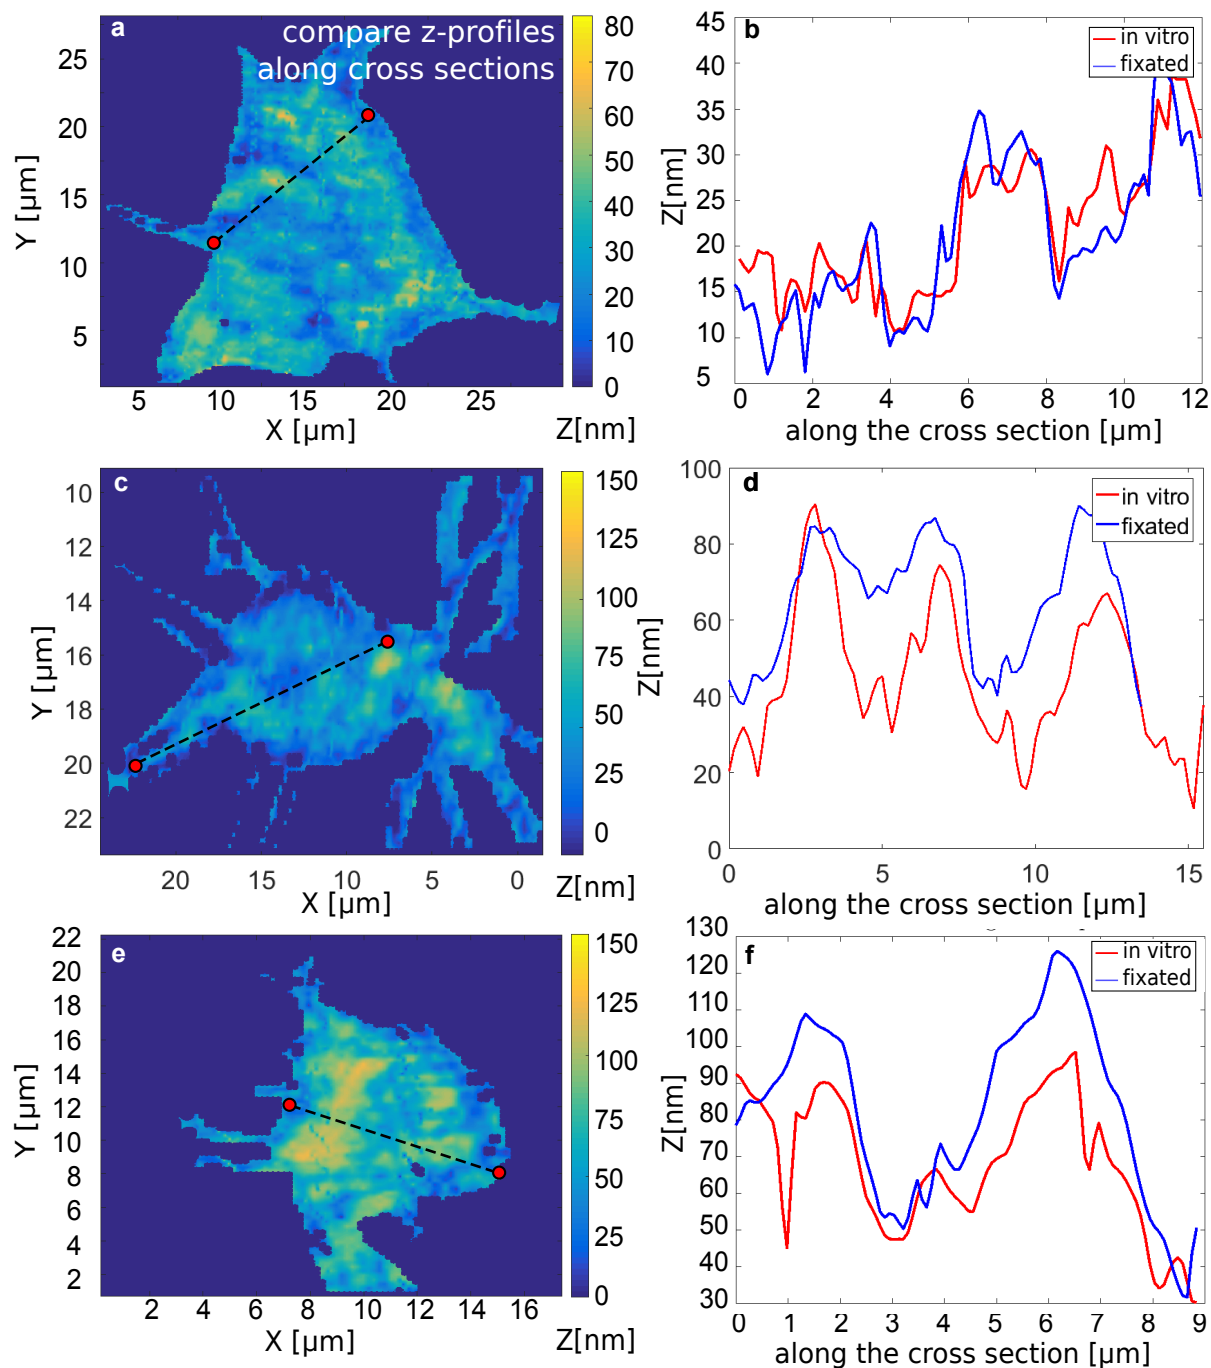 a
compare z-profiles
along cross sections
25
20
15
10
5
Y [µm]
5
10
15
20
25
X [µm]
80
70
60
50
40
30
20
10
0
Z[nm]
b
in vitro
fixated
45
40
35
30
25
20
15
10
5
Z[nm]
0 2 4 6 8 10 12
along the cross section [µm]
c
10
12
14
16
18
20
22
Y [µm]
20 15 10 5 0
X [µm]
150
125
100
75
50
25
0
Z[nm]
d
in vitro
fixated
100
80
60
40
20
0
Z[nm]
0 5 10 15
along the cross section [µm]
e
22
20
18
16
14
12
10
8
6
4
2
Y [µm]
2 4 6 8 10 12 14 16
X [µm]
150
125
100
75
50
25
0
Z[nm]
f
in vitro
fixated
130
120
110
100
90
80
70
60
50
40
30
Z[nm]
0 1 2 3 4 5 6 7 8 9
along the cross section [µm]